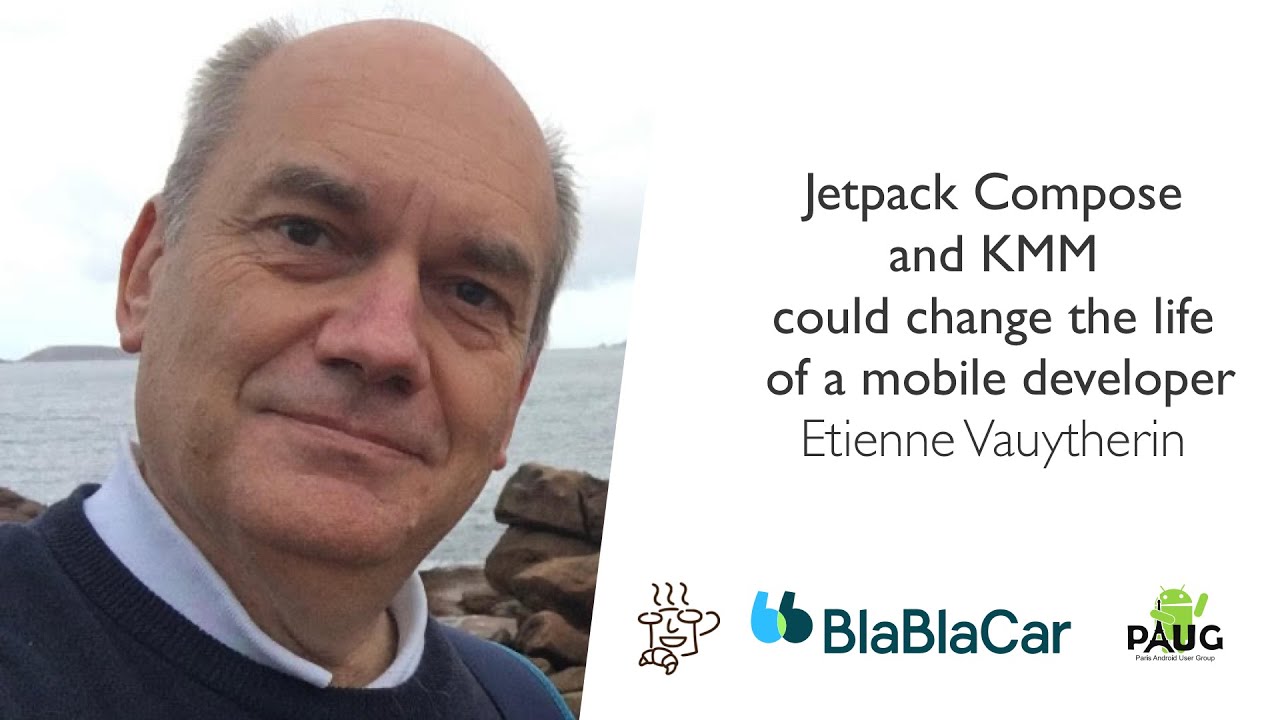 Jetpack Compose
and KMM
could change the life
of a mobile developer
Etienne Vauytherin
BlaBlaCar
PAUG
Paris Android User Group